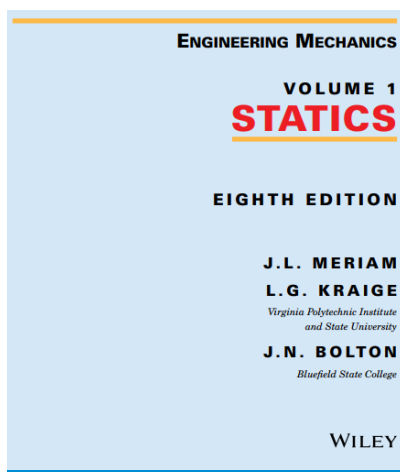 ENGINEERING MECHANICS
VOLUME 1
STATICS
EIGHTH EDITION
J.L. MERIAM
L.G. KRAIGE
Virginia Polytechnic Institute
and State University
J.N. BOLTON
Bluefield State College
WILEY